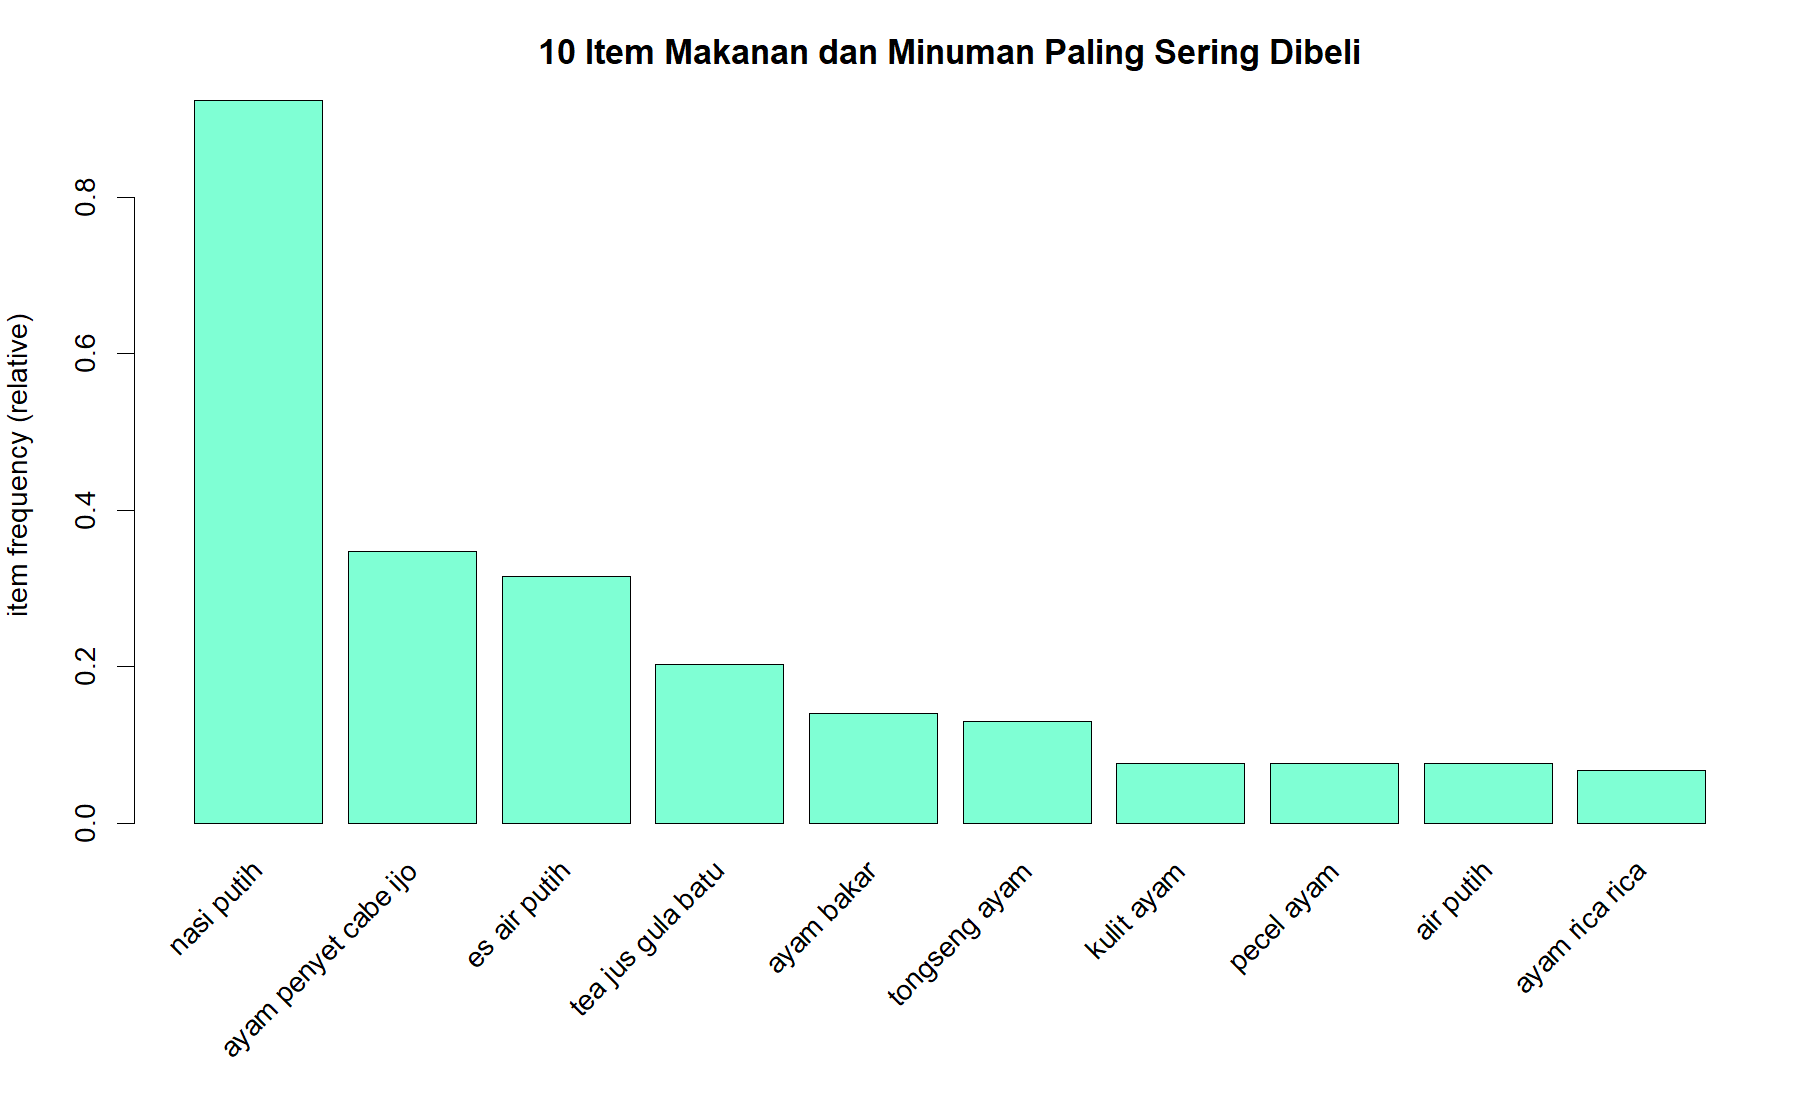 10 Item Makanan dan Minuman Paling Sering Dibeli
item frequency (relative)
0.8
0.6
0.4
0.2
0.0
nasi putih
ayam penyet cabe ijo
es air putih
tea jus gula batu
ayam bakar
tongseng ayam
kulit ayam
pecel ayam
air putih
ayam rica rica